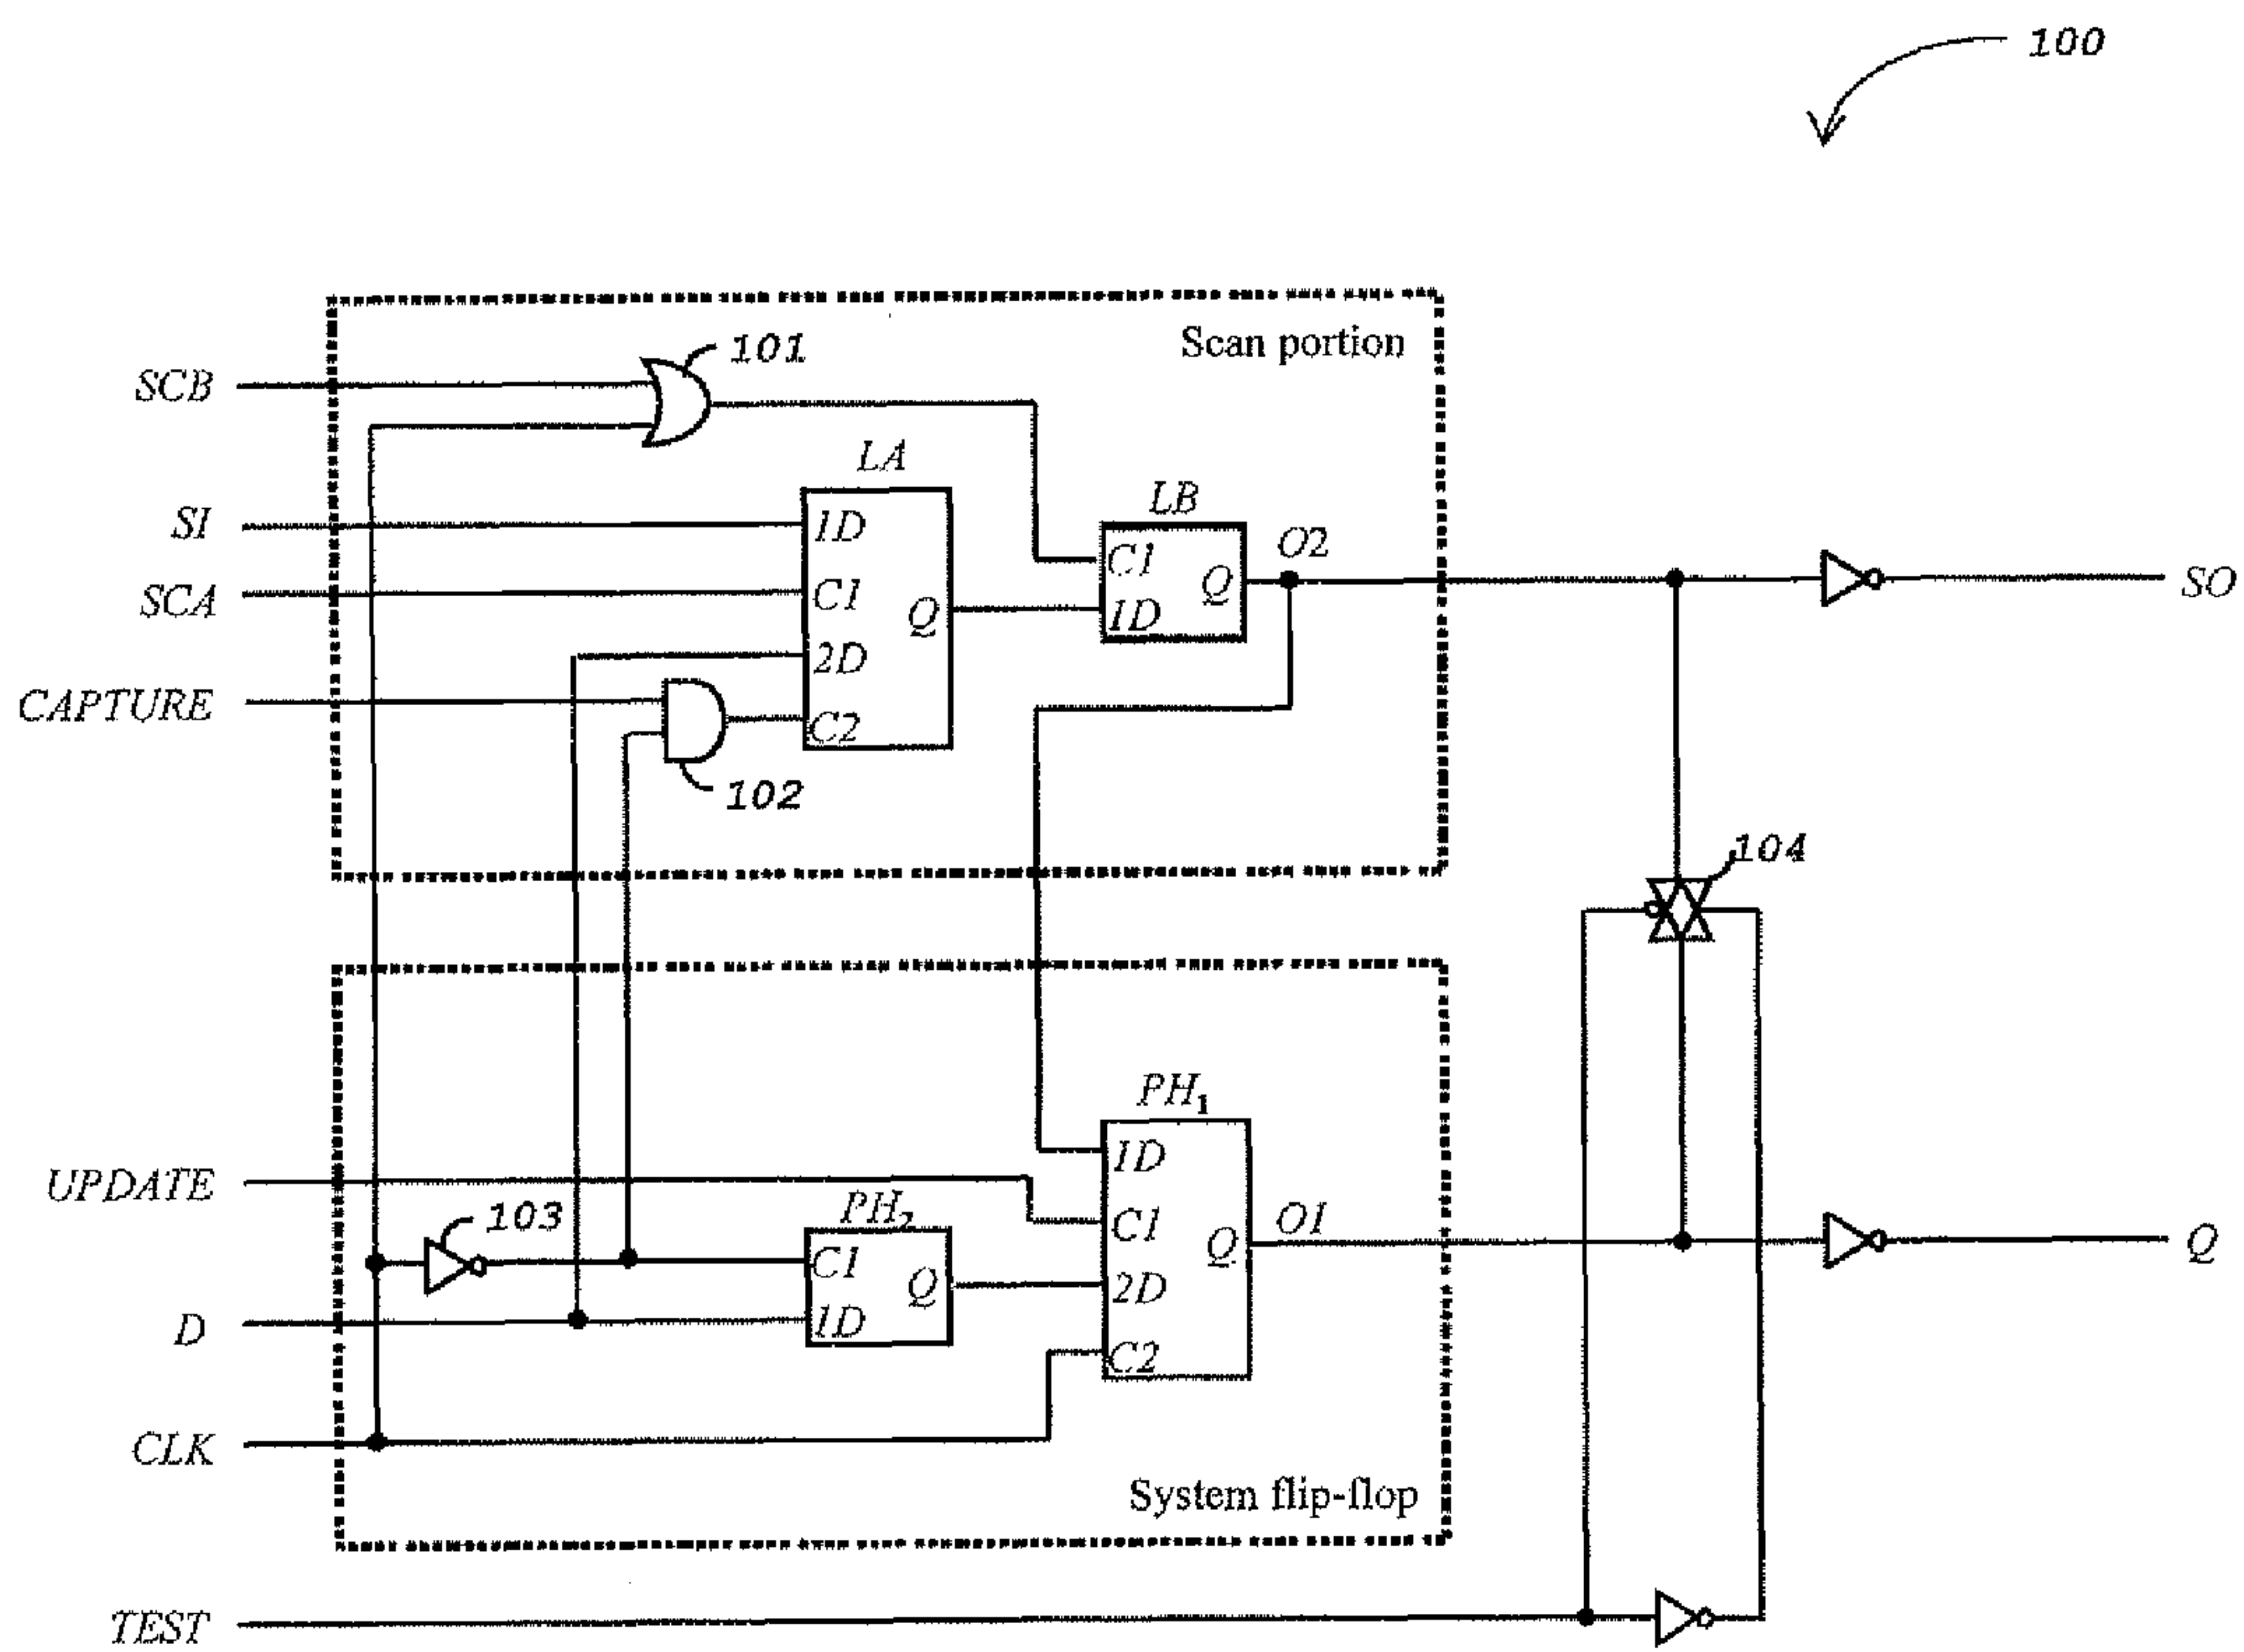 100
Scan portion
101
SCB
LA
LB
SI
1D
C1
O2
SCA
C1
Q
1D
Q
SO
2D
CAPTURE
C2
102
104
PH1
1D
UPDATE
PH2
103
C1
O1
C1
Q
Q
Q
2D
D
1D
C2
CLK
System flip-flop
TEST